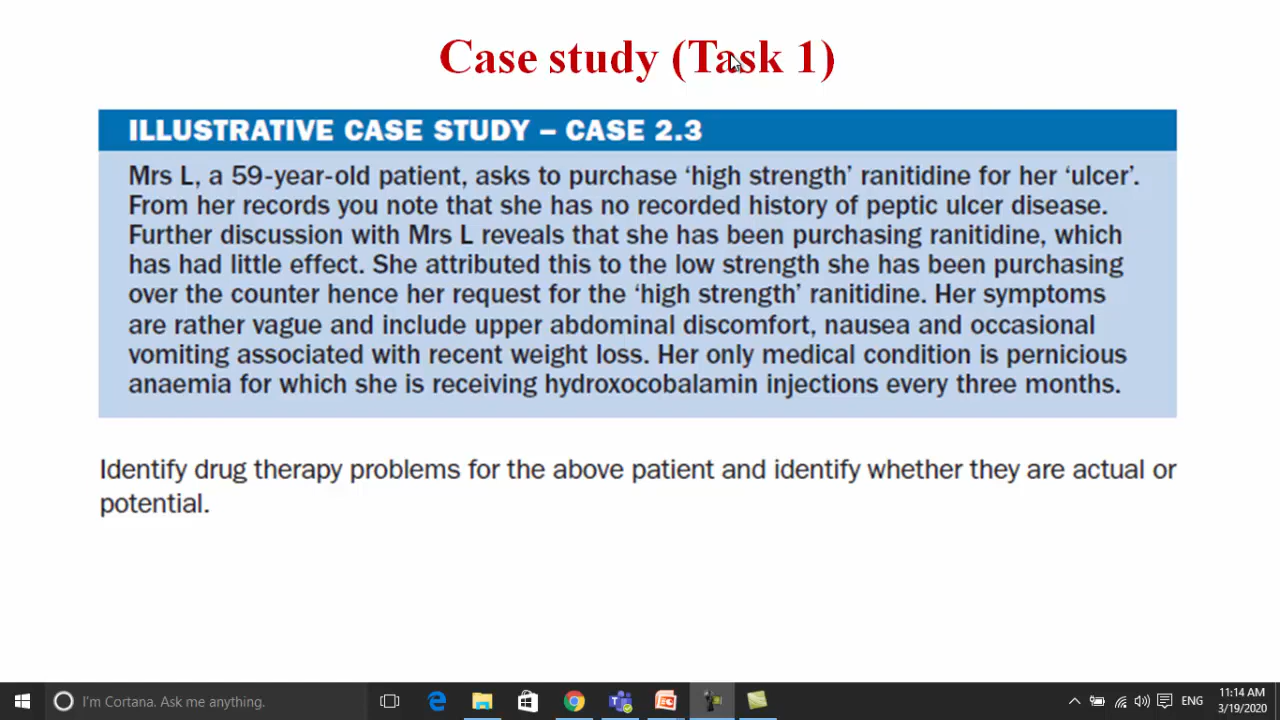 Case study (Task 1)
ILLUSTRATIVE CASE STUDY – CASE 2.3
Mrs L, a 59-year-old patient, asks to purchase ‘high strength’ ranitidine for her ‘ulcer’.
From her records you note that she has no recorded history of peptic ulcer disease.
Further discussion with Mrs L reveals that she has been purchasing ranitidine, which
has had little effect. She attributed this to the low strength she has been purchasing
over the counter hence her request for the ‘high strength’ ranitidine. Her symptoms
are rather vague and include upper abdominal discomfort, nausea and occasional
vomiting associated with recent weight loss. Her only medical condition is pernicious
anaemia for which she is receiving hydroxocobalamin injections every three months.
Identify drug therapy problems for the above patient and identify whether they are actual or
potential.
I'm Cortana. Ask me anything.
ENG
11:14 AM
3/19/2020